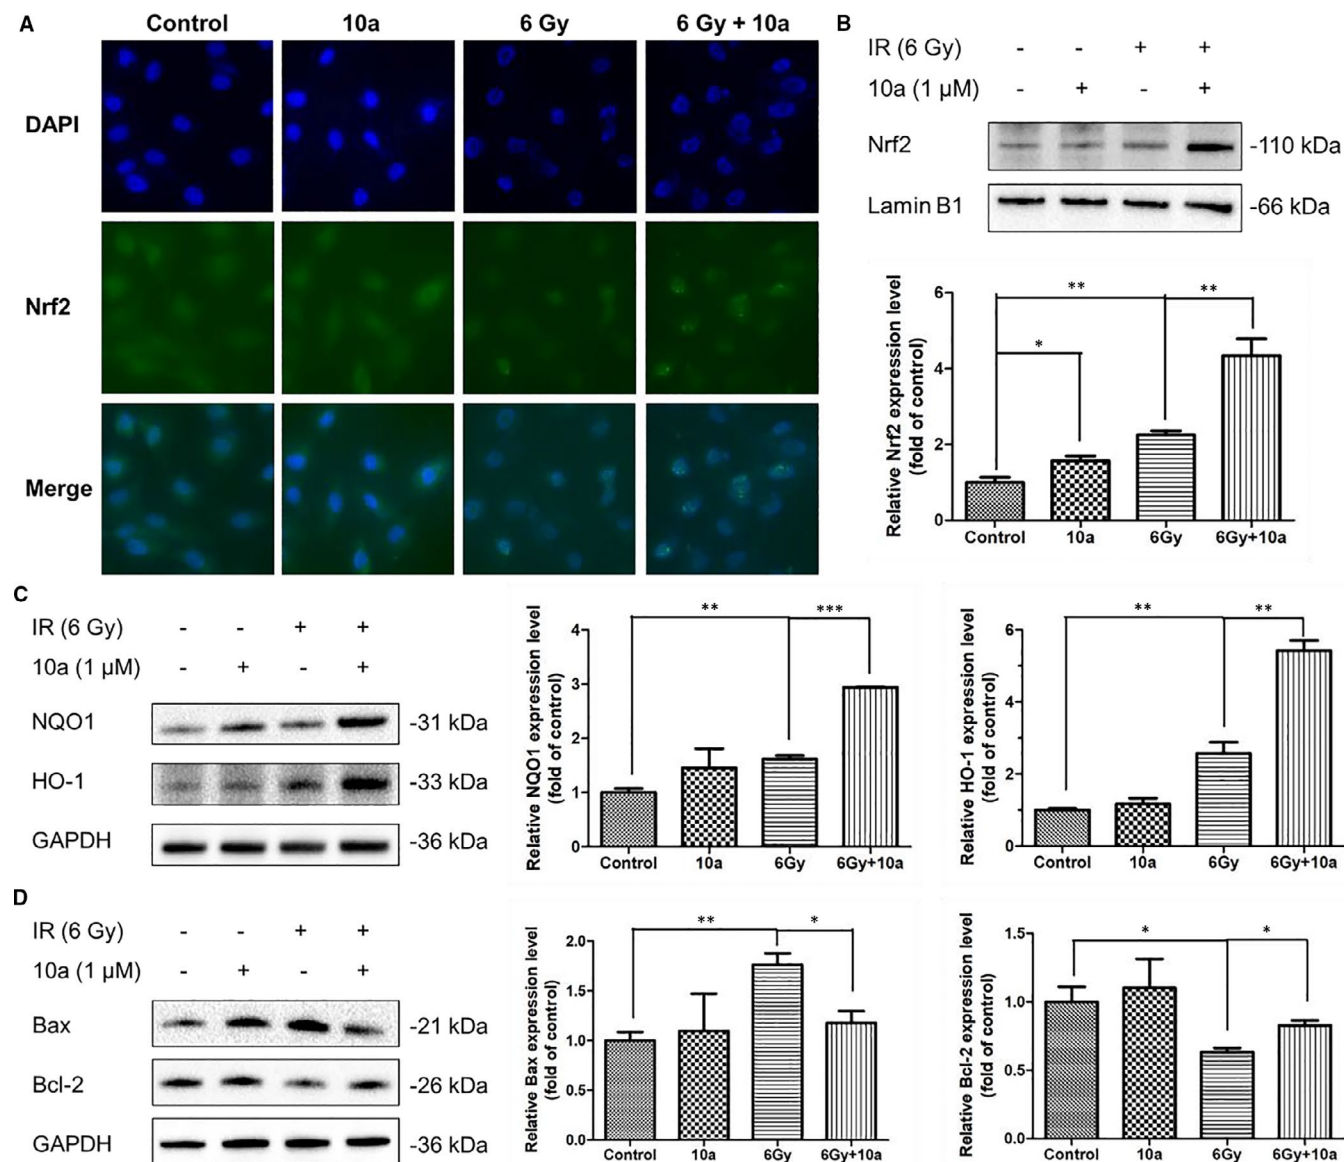 A
Control 10a 6 Gy 6 Gy + 10a
DAPI
Nrf2
Merge
B
IR (6 Gy) - - + +
10a (1 µM) - + - +
Nrf2 -110 kDa
Lamin B1 -66 kDa
Relative Nrf2 expression level
(fold of control)
6
4
2
0
** **
*
Control 10a 6Gy 6Gy+10a
C
IR (6 Gy) - - + +
10a (1 µM) - + - +
NQO1 -31 kDa
HO-1 -33 kDa
GAPDH -36 kDa
Relative NQO1 expression level
(fold of control)
4
3
2
1
0
** ***
Control 10a 6Gy 6Gy+10a
Relative HO-1 expression level
(fold of control)
6
4
2
0
** **
Control 10a 6Gy 6Gy+10a
D
IR (6 Gy) - - + +
10a (1 µM) - + - +
Bax -21 kDa
Bcl-2 -26 kDa
GAPDH -36 kDa
Relative Bax expression level
(fold of control)
2.0
1.5
1.0
0.5
0.0
** *
Control 10a 6Gy 6Gy+10a
Relative Bcl-2 expression level
(fold of control)
1.5
1.0
0.5
0.0
* *
Control 10a 6Gy 6Gy+10a